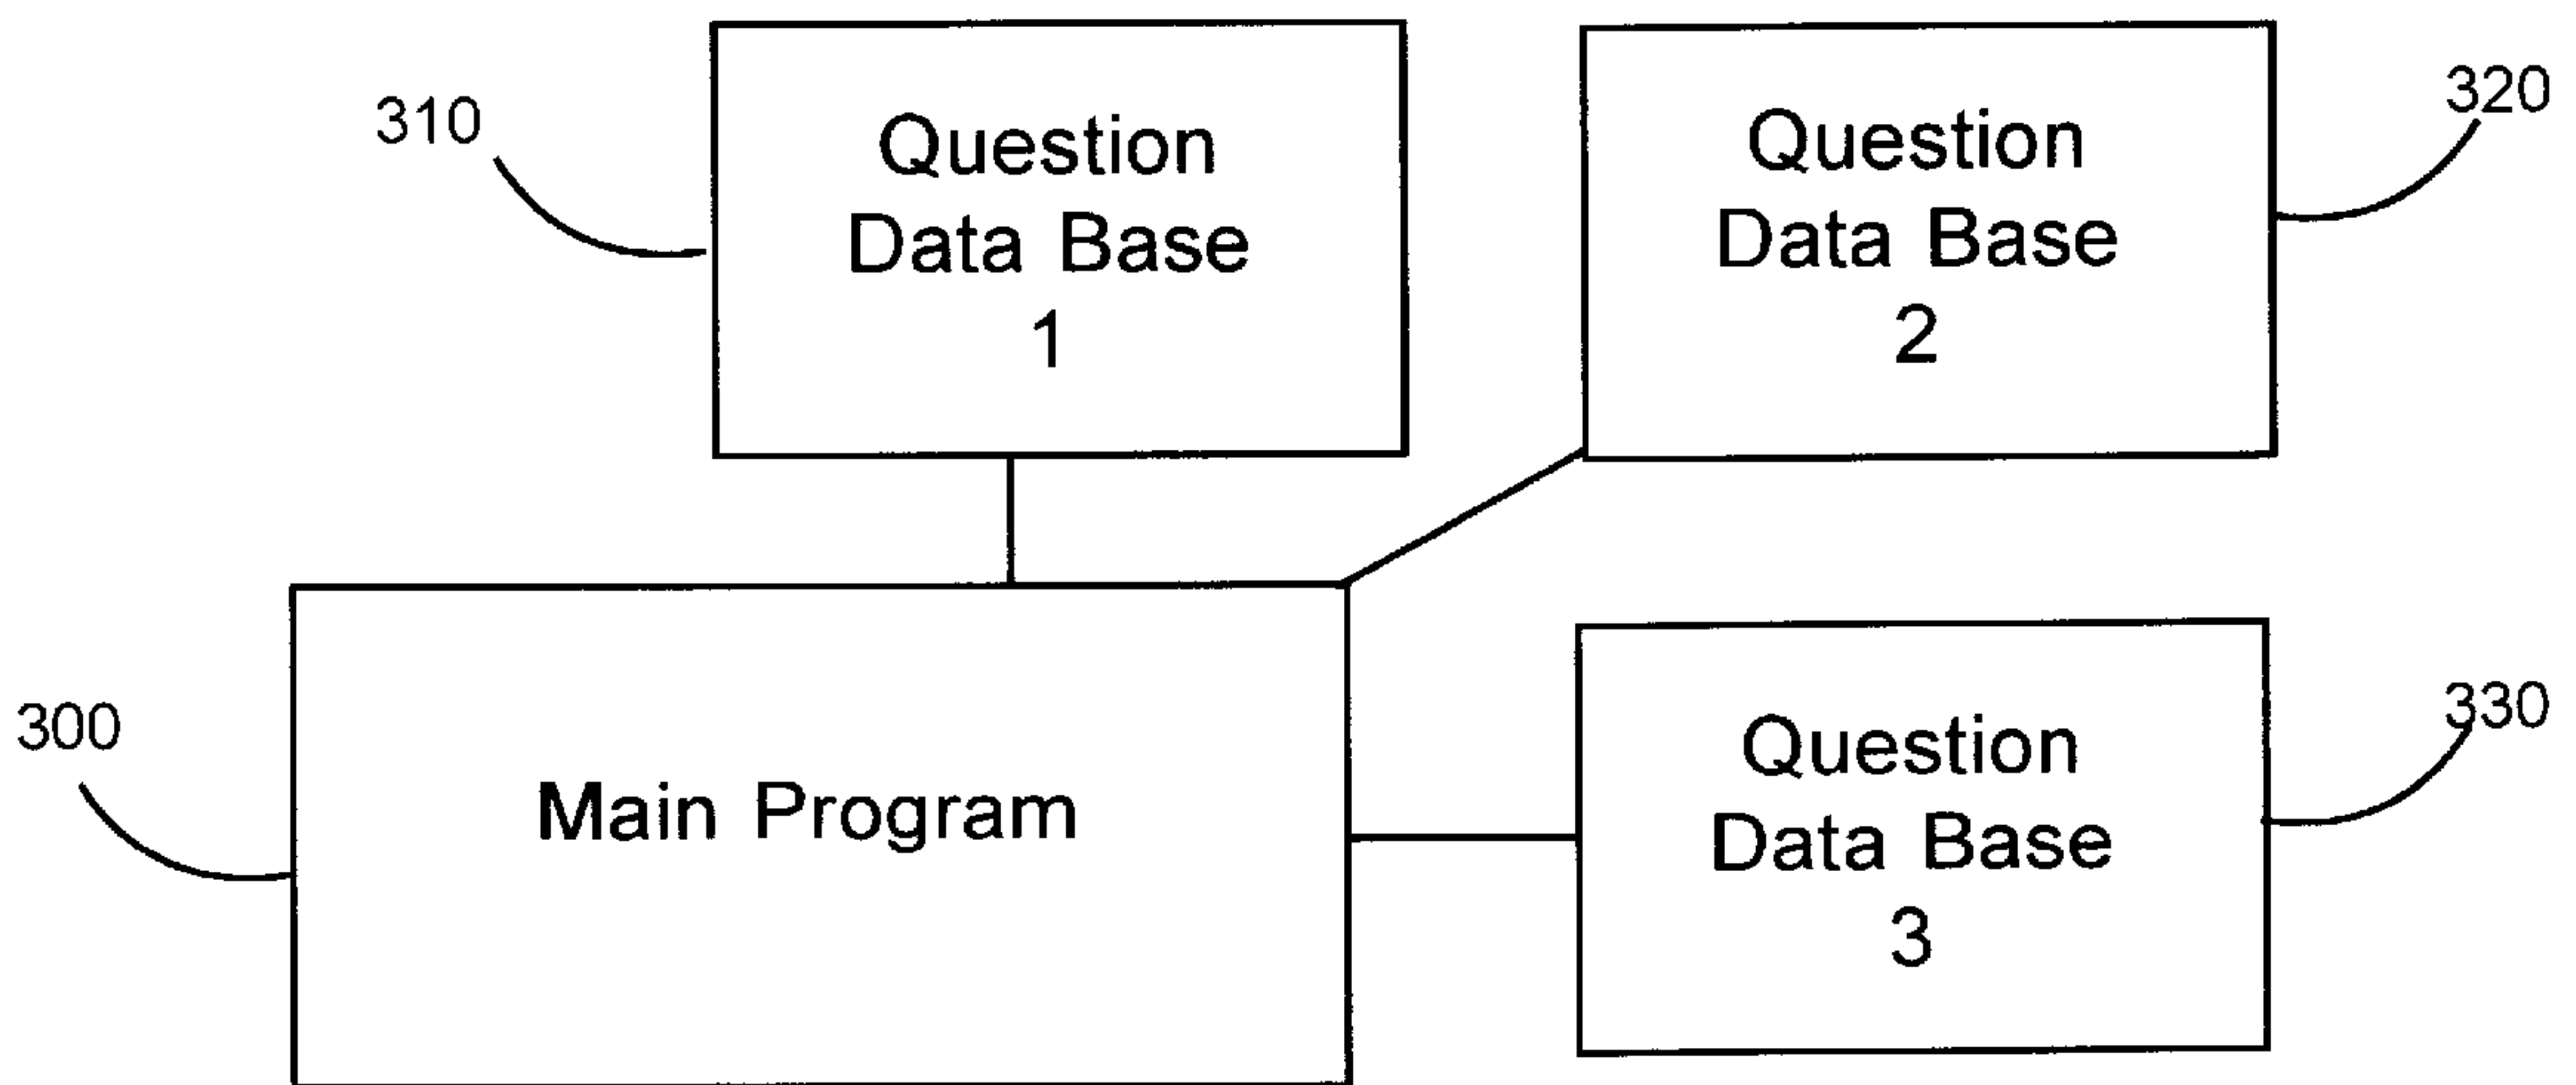 310
Question
Data Base
1
Question
Data Base
2
320
300
Main Program
Question
Data Base
3
330